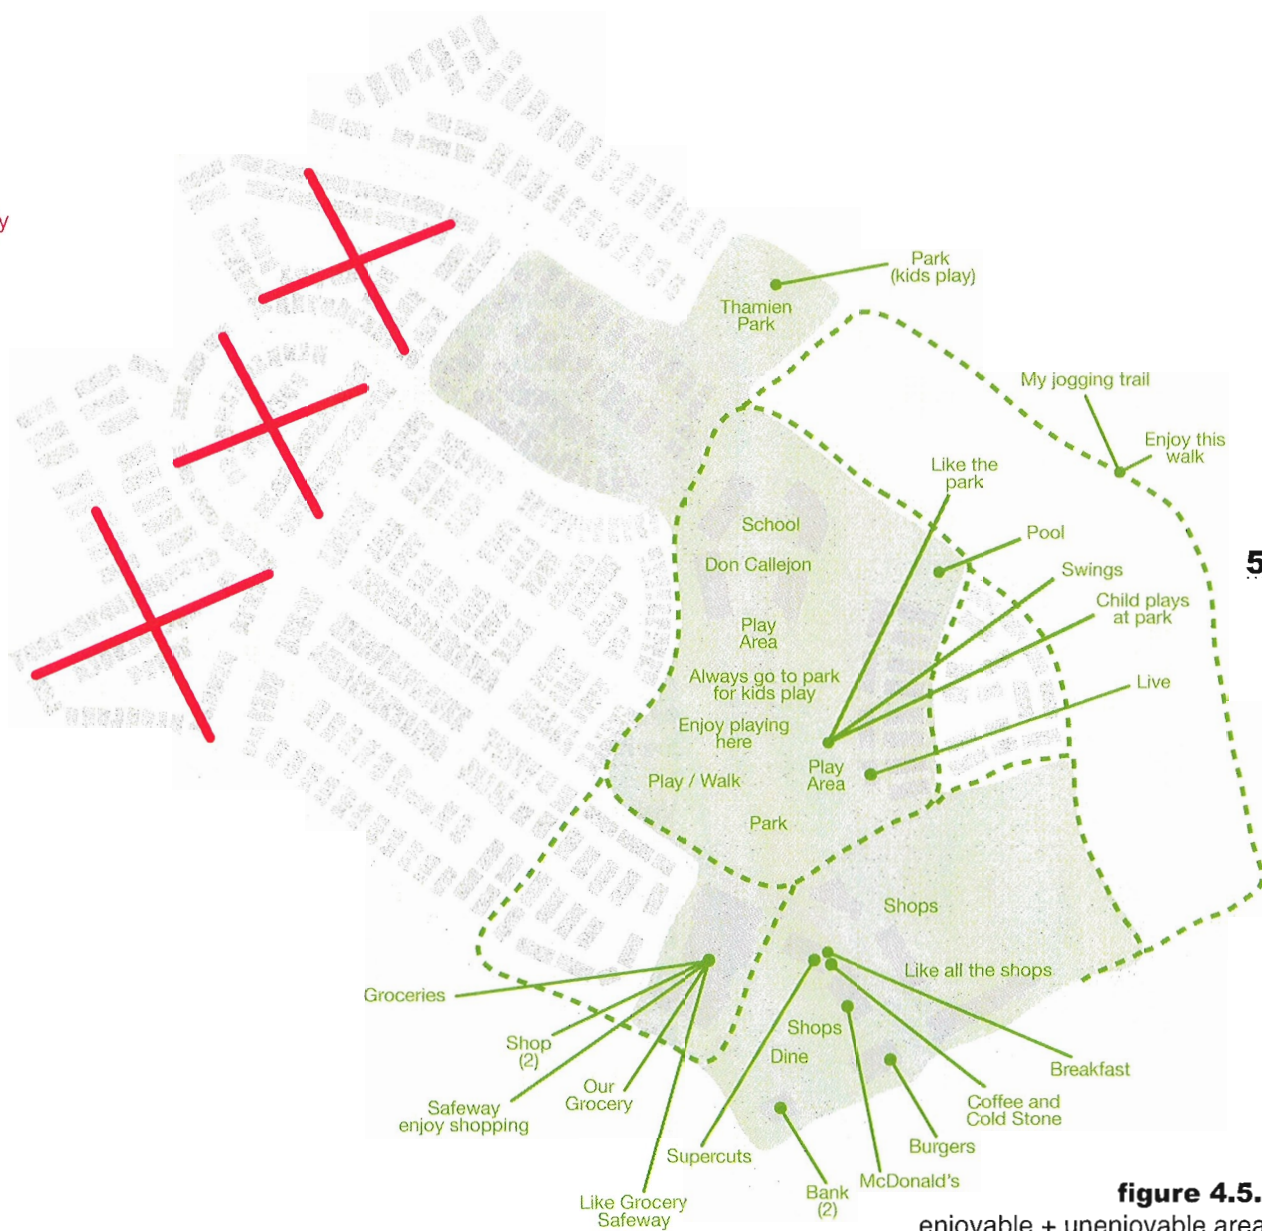 y
Park
(kids play)
Thamien
Park
My jogging trail
Enjoy this
walk
Like the
park
School
Pool
Don Callejon
Swings
Child plays
at park
Play
Area
Always go to park
for kids play
Live
Enjoy playing
here
Play / Walk
Play
Area
Park
5
Shops
Like all the shops
Groceries
Shop
(2)
Shops
Dine
Safeway
enjoy shopping
Our
Grocery
Breakfast
Coffee and
Cold Stone
Burgers
Supercuts
McDonald's
Bank
(2)
Like Grocery
Safeway
figure 4.5.
enjoyable + unenjoyable area